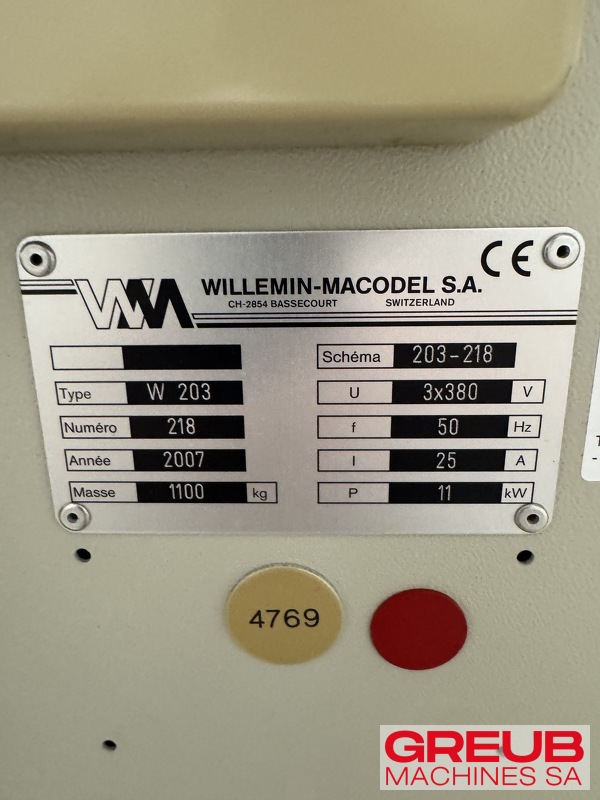 WM WILLEMIN-MACODEL S.A. CE
CH-2854 BASSECOURT SWITZERLAND
Schéma 203-218
Type W 203 U 3x380 V
Numéro 218 f 50 Hz
Année 2007 I 25 A
Masse 1100 kg P 11 kW
4769
GREUB
MACHINES SA